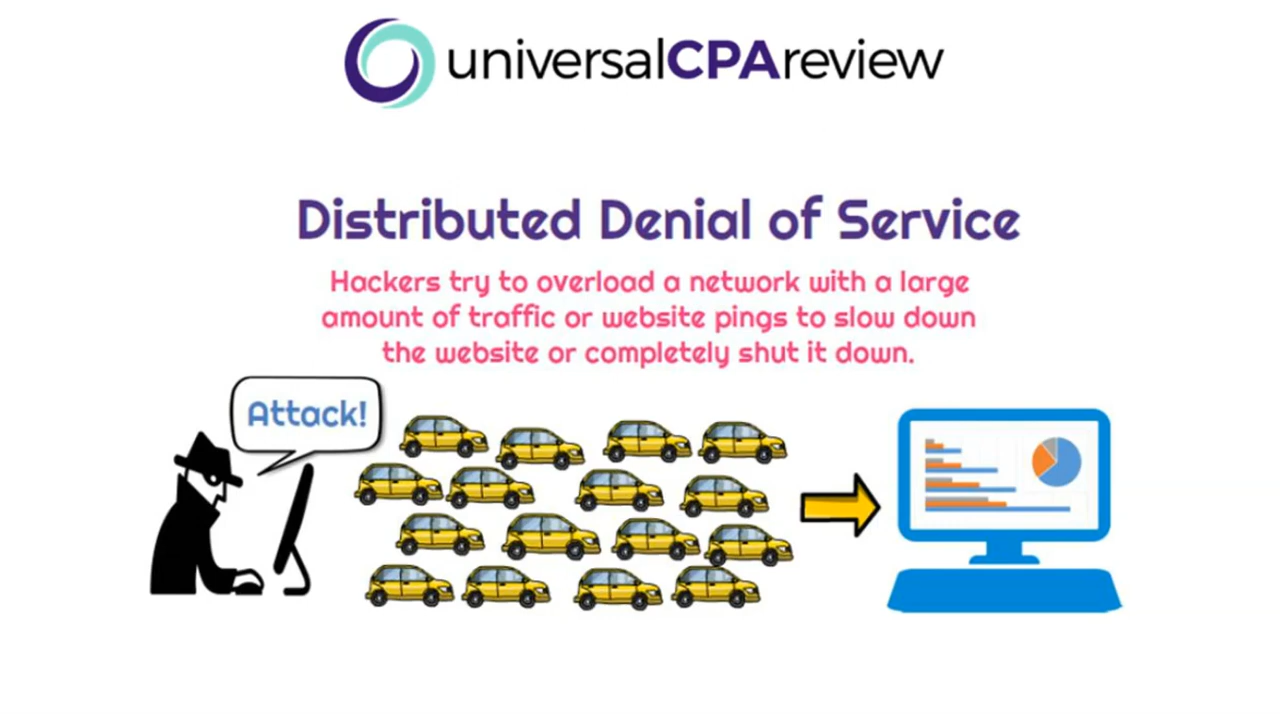 universalCPAreview
Distributed Denial of Service
Hackers try to overload a network with a large
amount of traffic or website pings to slow down
the website or completely shut it down.
Attack!